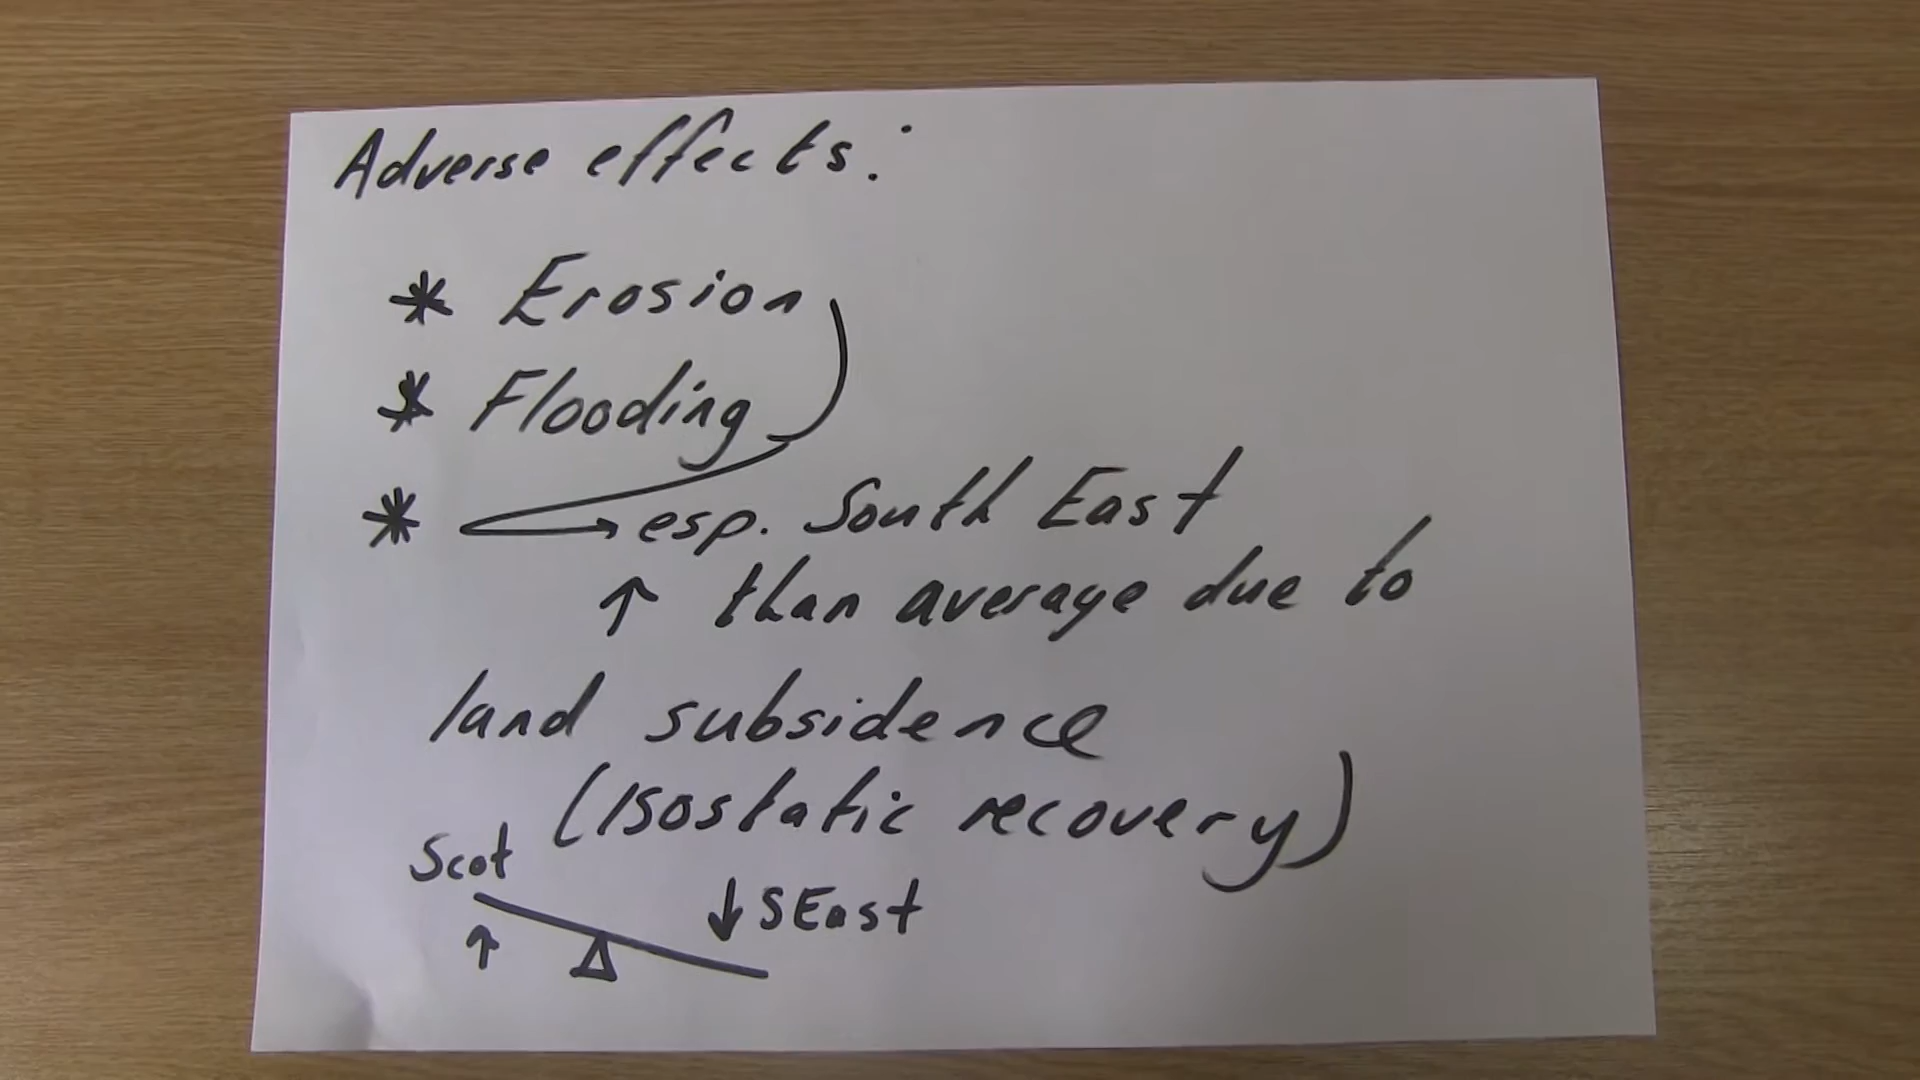 Adverse effects:
* Erosion
* Flooding
* → esp. South East
↑ than average due to
land subsidence
(Isostatic recovery)
Scot
↓ SEast
↑ Δ